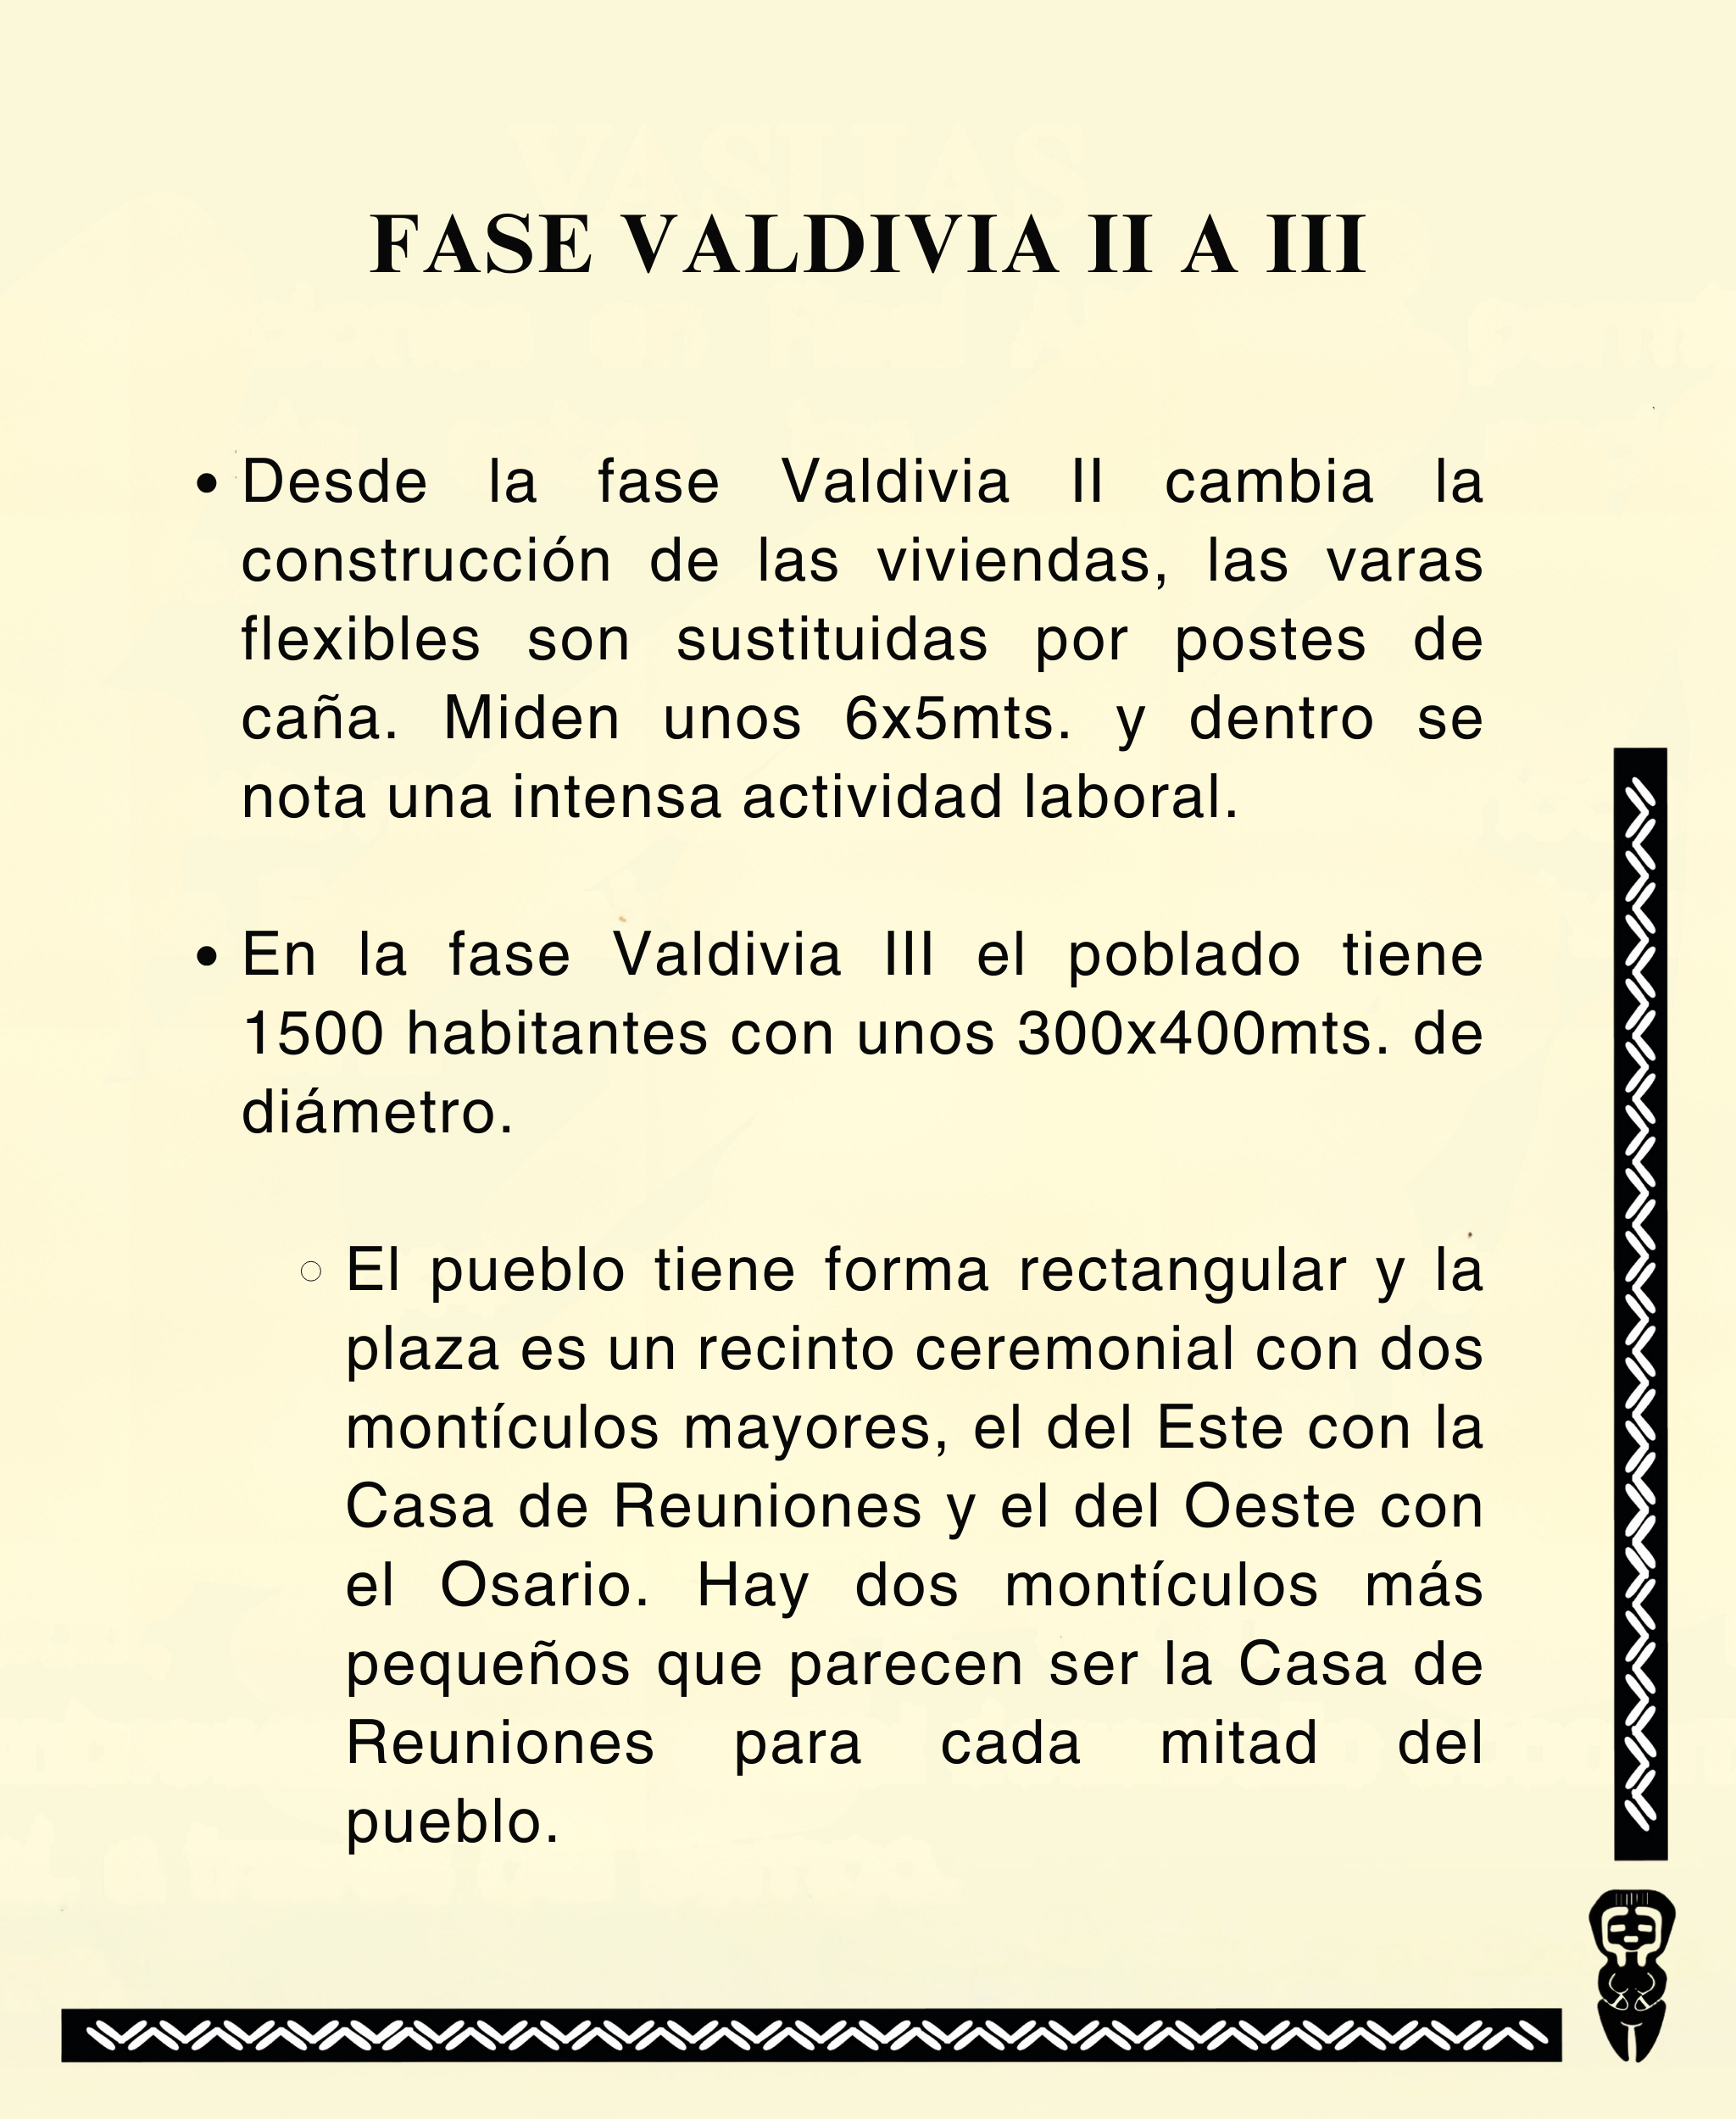 FASE VALDIVIA II A III
• Desde la fase Valdivia II cambia la
construcción de las viviendas, las varas
flexibles son sustituidas por postes de
caña. Miden unos 6x5mts. y dentro se
nota una intensa actividad laboral.
• En la fase Valdivia III el poblado tiene
1500 habitantes con unos 300x400mts. de
diámetro.
○ El pueblo tiene forma rectangular y la
plaza es un recinto ceremonial con dos
montículos mayores, el del Este con la
Casa de Reuniones y el del Oeste con
el Osario. Hay dos montículos más
pequeños que parecen ser la Casa de
Reuniones para cada mitad del
pueblo.